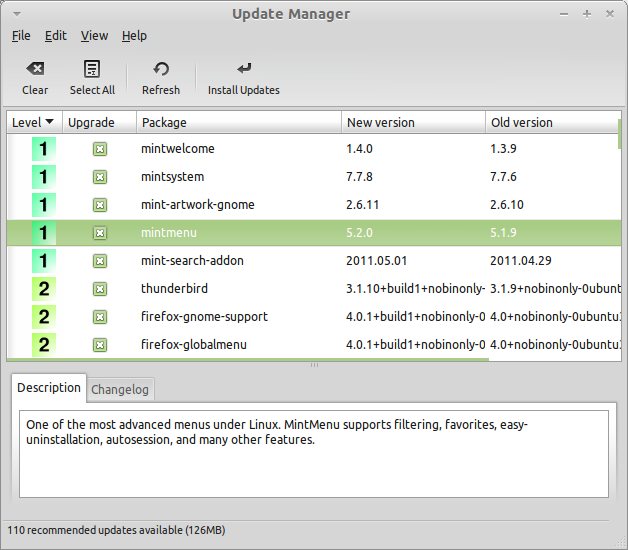 Update Manager
File Edit View Help
Clear Select All Refresh Install Updates
Level Upgrade Package New version Old version
1 mintwelcome 1.4.0 1.3.9
1 mintsystem 7.7.8 7.7.6
1 mint-artwork-gnome 2.6.11 2.6.10
1 mintmenu 5.2.0 5.1.9
1 mint-search-addon 2011.05.01 2011.04.29
2 thunderbird 3.1.10+build1+nobinonly- 3.1.9+nobinonly-0ubunt
2 firefox-gnome-support 4.0.1+build1+nobinonly-0 4.0+nobinonly-0ubuntu
2 firefox-globalmenu 4.0.1+build1+nobinonly-0 4.0+nobinonly-0ubuntu
Description Changelog
One of the most advanced menus under Linux. MintMenu supports filtering, favorites, easy-
uninstallation, autosession, and many other features.
110 recommended updates available (126MB)